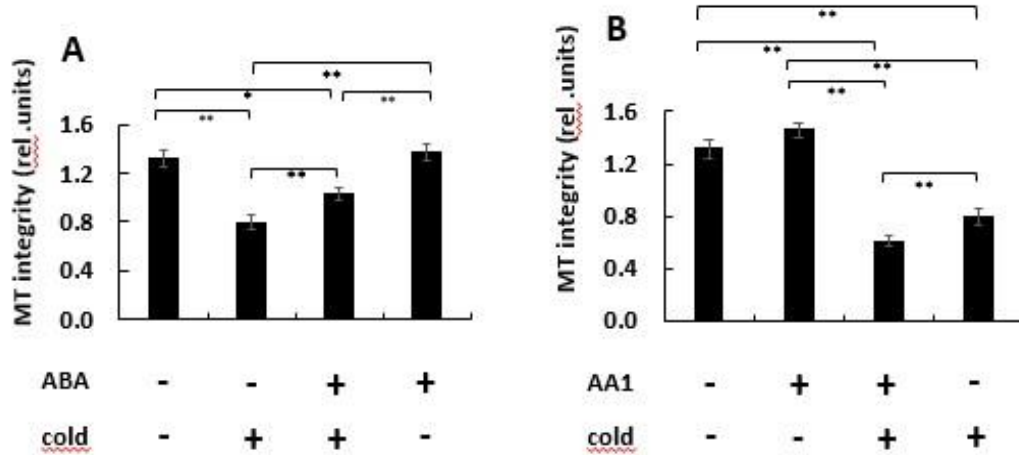 A
**
*
**
**
**
MT integrity (rel .units)
1.6
1.2
0.8
0.4
0.0
ABA - - + +
cold - + + -
B
**
**
**
**
**
MT integrity (rel .units)
1.6
1.2
0.8
0.4
0.0
AA1 - + + -
cold - - + +